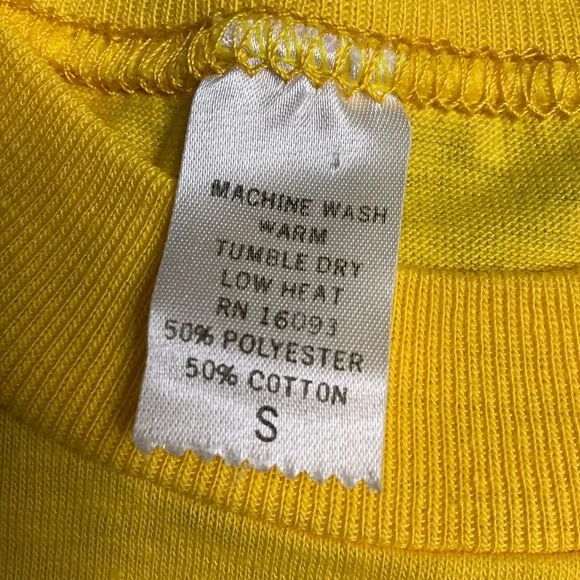 MACHINE WASH
WARM
TUMBLE DRY
LOW HEAT
RN 16093
50% POLYESTER
50% COTTON
S